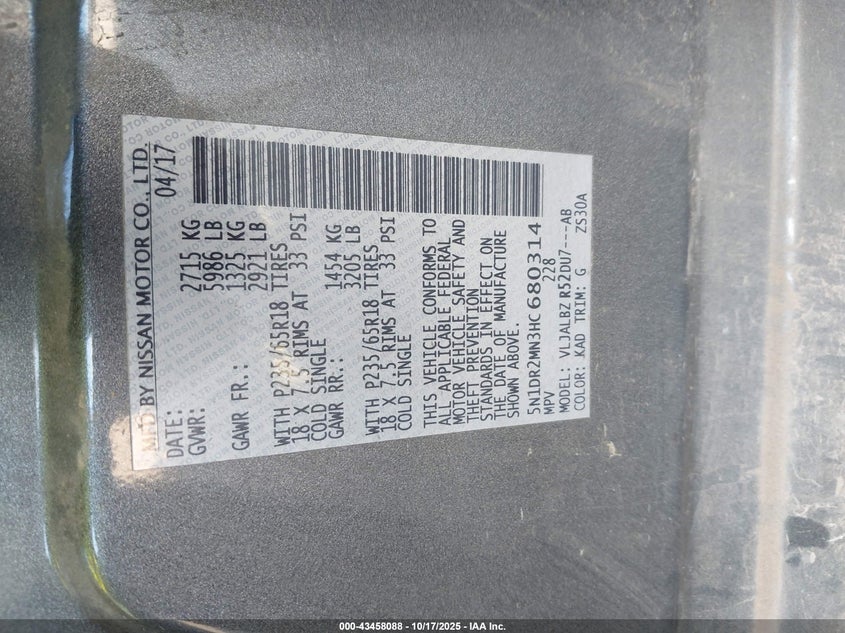 MFD BY NISSAN MOTOR CO., LTD.
DATE: 04/17
GVWR: 2715 KG
5986 LB
GAWR FR.: 1325 KG
2921 LB
WITH P235/65R18 TIRES
18 X 7.5 RIMS AT 33 PSI
COLD SINGLE
GAWR RR.: 1454 KG
3205 LB
WITH P235/65R18 TIRES
18 X 7.5 RIMS AT 33 PSI
COLD SINGLE
THIS VEHICLE CONFORMS TO
ALL APPLICABLE FEDERAL
MOTOR VEHICLE SAFETY AND
THEFT PREVENTION
STANDARDS IN EFFECT ON
THE DATE OF MANUFACTURE
SHOWN ABOVE.
5N1DR2MN3HC680314
MPV 228
MODEL: VLJALBZ R52DU7---AB
COLOR: KAD TRIM: G ZS30A
000-43458088 - 10/17/2025 - IAA Inc.